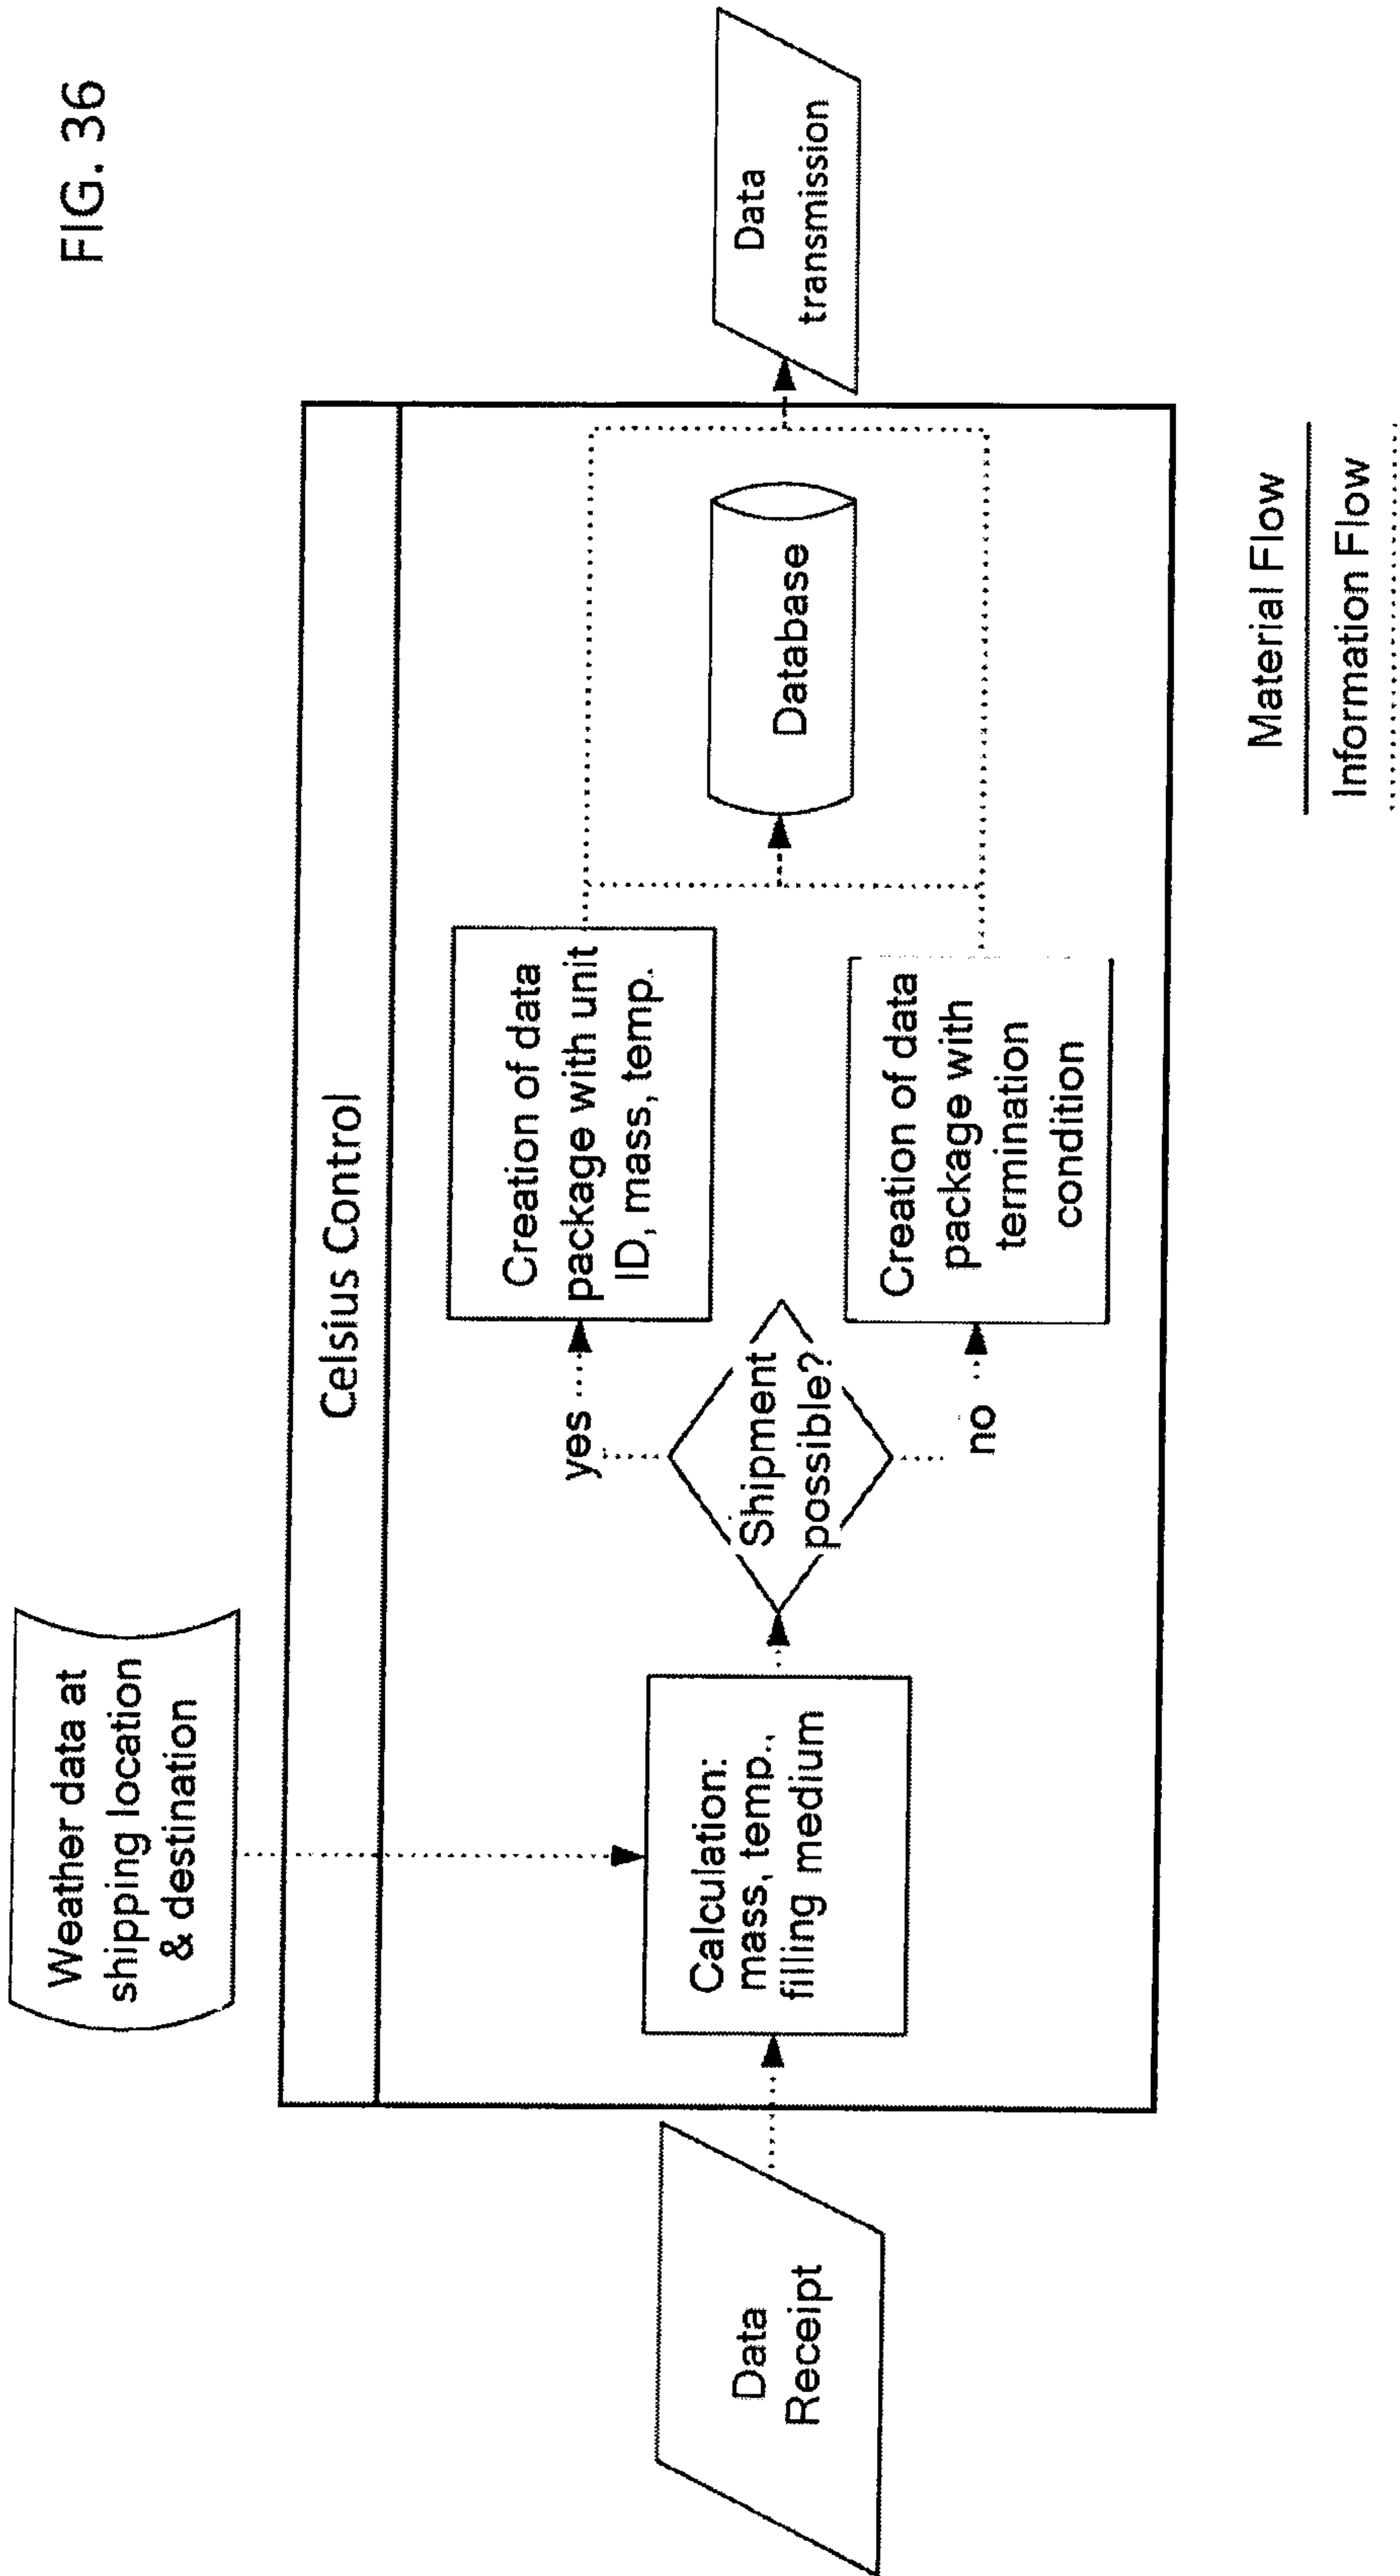 FIG. 36
Weather data at
shipping location
& destination
Celsius Control
Data
Receipt
Calculation:
mass, temp.,
filling medium
Shipment
possible?
yes
no
Creation of data
package with unit
ID, mass, temp.
Creation of data
package with
termination
condition
Database
Data
transmission
Material Flow
Information Flow